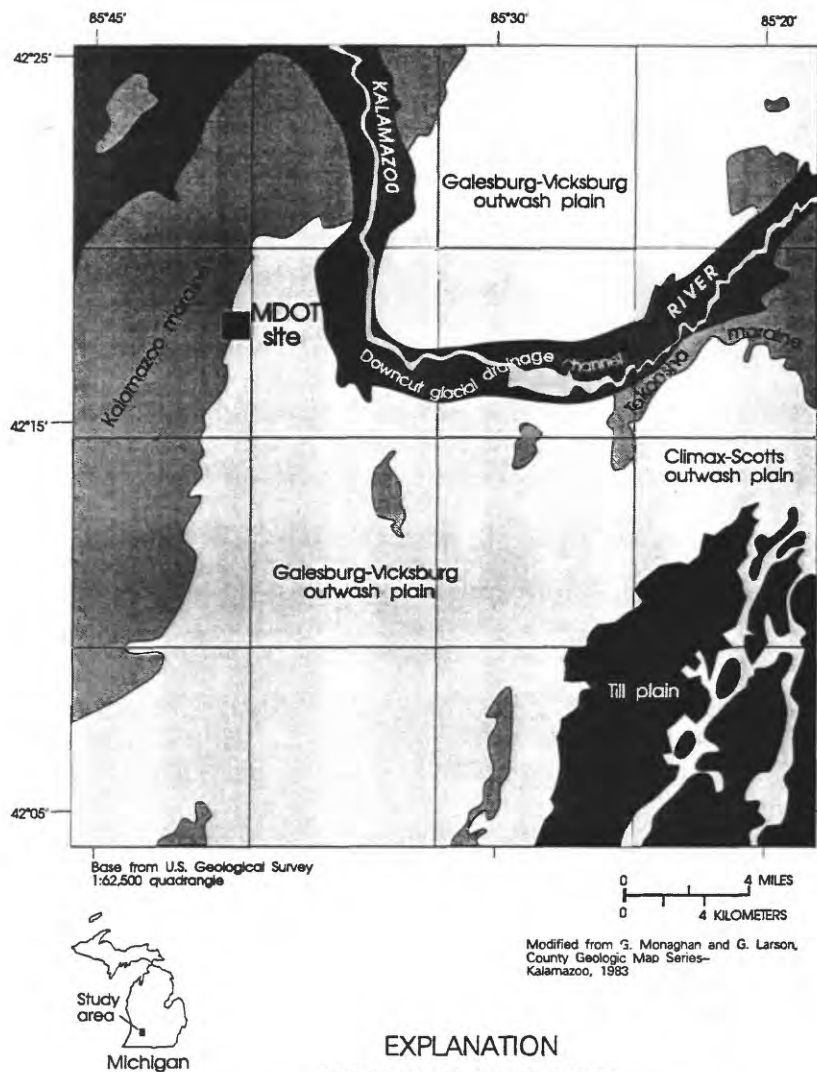 85°45'
85°30'
85°20'
42°25'
KALAMAZOO
Galesburg-Vicksburg
outwash plain
RIVER
Kalamazoo moraine
MDOT
site
moraine
Downcut glacial drainage channel
Tekonsha
42°15'
Climax-Scotts
outwash plain
Galesburg-Vicksburg
outwash plain
Till plain
42°05'
Base from U.S. Geological Survey
1:62,500 quadrangle
0 4 MILES
0 4 KILOMETERS
Modified from G. Monaghan and G. Larson,
County Geologic Map Series-
Kalamazoo, 1983
Study
area
Michigan
EXPLANATION